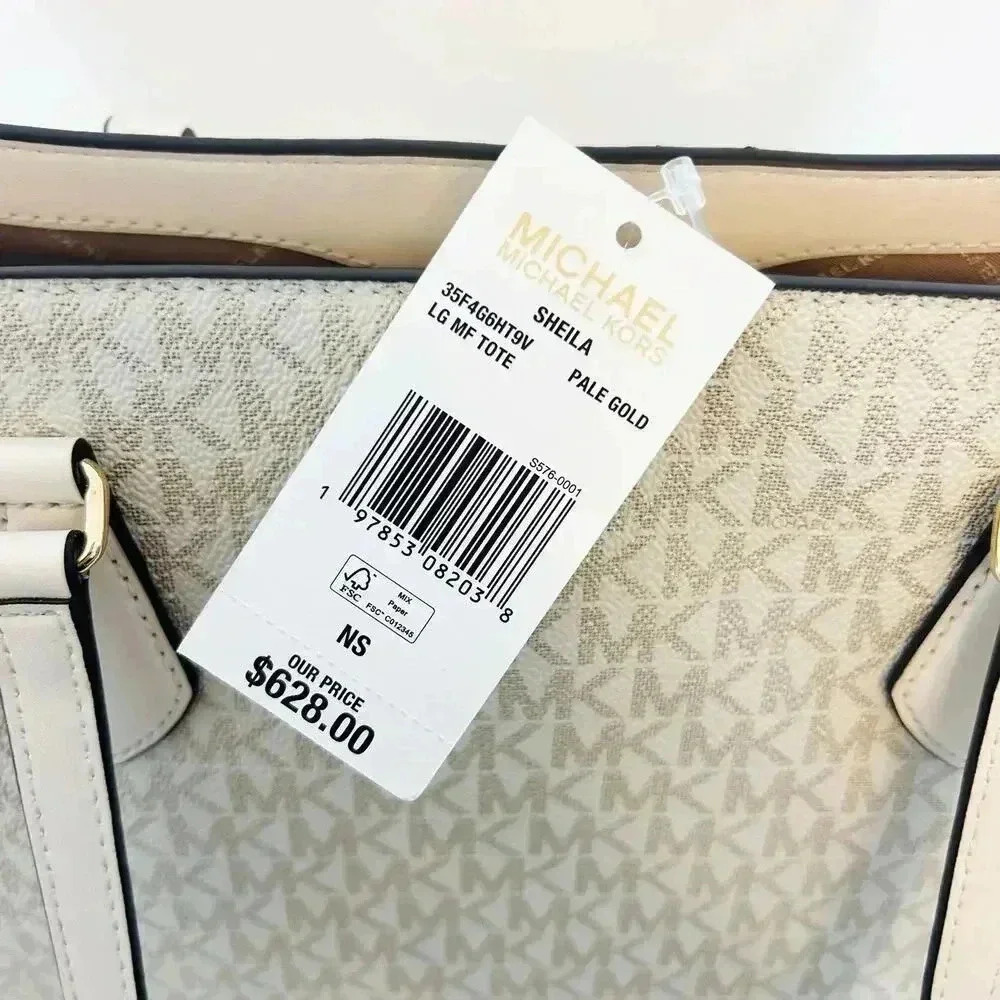 MICHAEL
MICHAEL KORS
35F4G6HT9V SHEILA
LG MF TOTE PALE GOLD
S576-0001
1 97853 08203 8
FSC
MIX
Paper
FSC® C012345
NS
OUR PRICE
$628.00